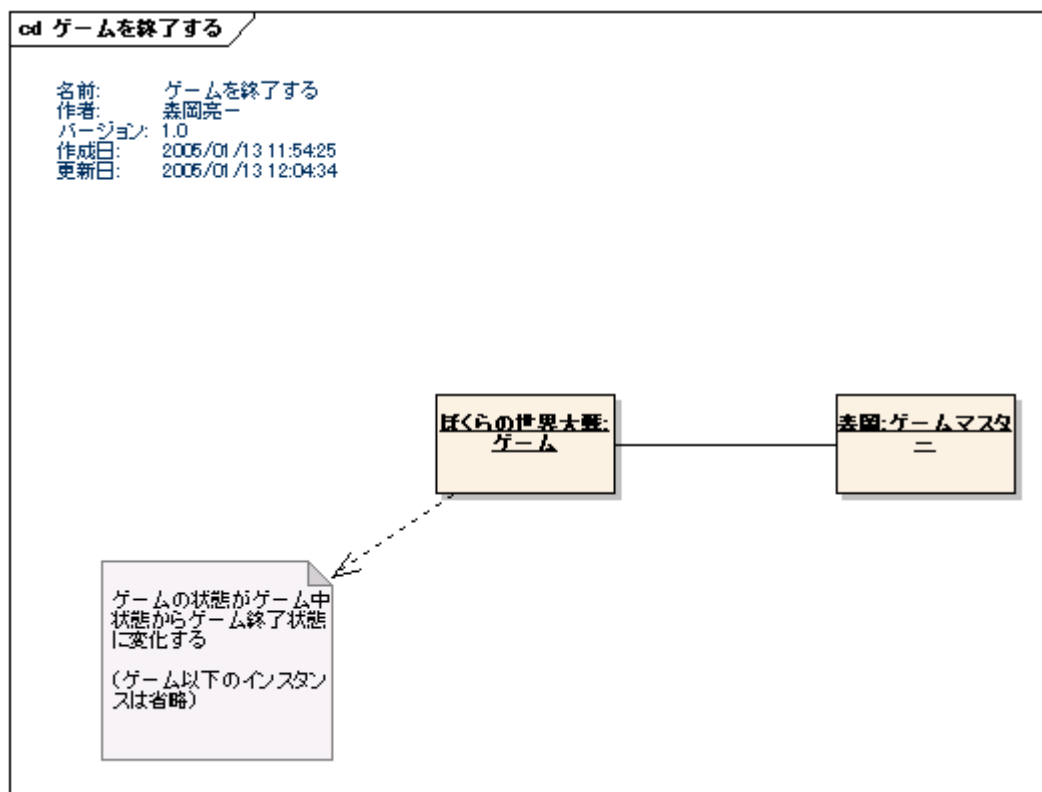 cd ゲームを終了する
名前: ゲームを終了する
作者: 森岡亮一
バージョン: 1.0
作成日: 2005/01/13 11:54:25
更新日: 2005/01/13 12:04:34
ぼくらの世界大戦:
ゲーム
森岡:ゲームマスタ
ー
ゲームの状態がゲーム中
状態からゲーム終了状態
に変化する
(ゲーム以下のインスタン
スは省略)